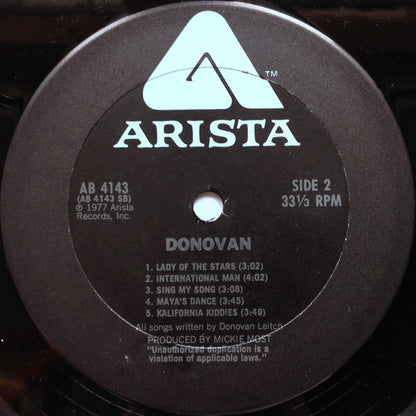 TM
ARISTA
AB 4143
(AB 4143 SB)
℗ 1977 Arista
Records, Inc.
SIDE 2
33⅓ RPM
DONOVAN
1. LADY OF THE STARS (3:02)
2. INTERNATIONAL MAN (4:02)
3. SING MY SONG (3:08)
4. MAYA'S DANCE (3:45)
5. KALIFORNIA KIDDIES (3:49)
All songs written by Donovan Leitch
PRODUCED BY MICKIE MOST
"Unauthorized duplication is a
violation of applicable laws."